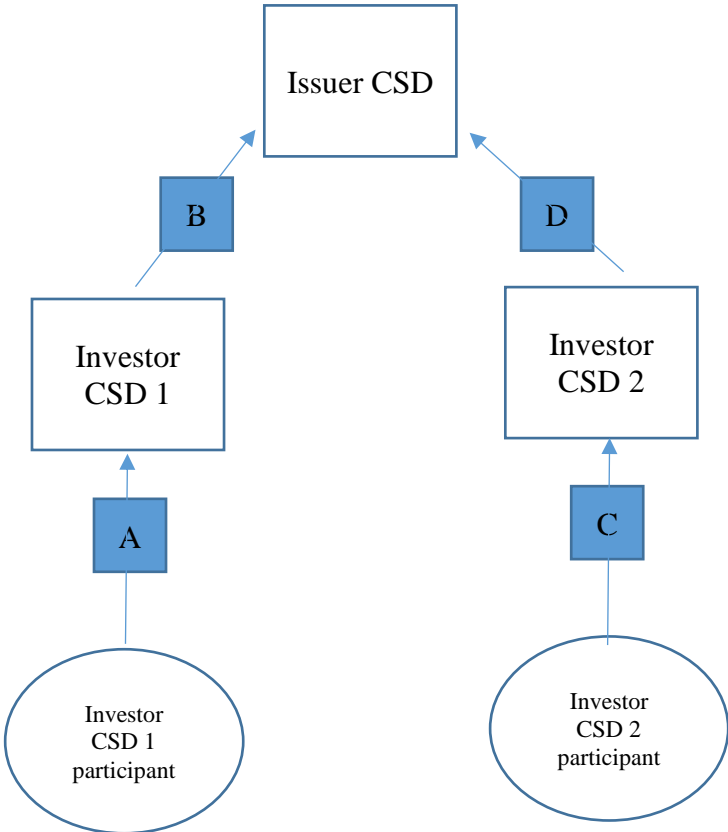 Issuer CSD
B
D
Investor
CSD 1
Investor
CSD 2
A
C
Investor
CSD 1
participant
Investor
CSD 2
participant